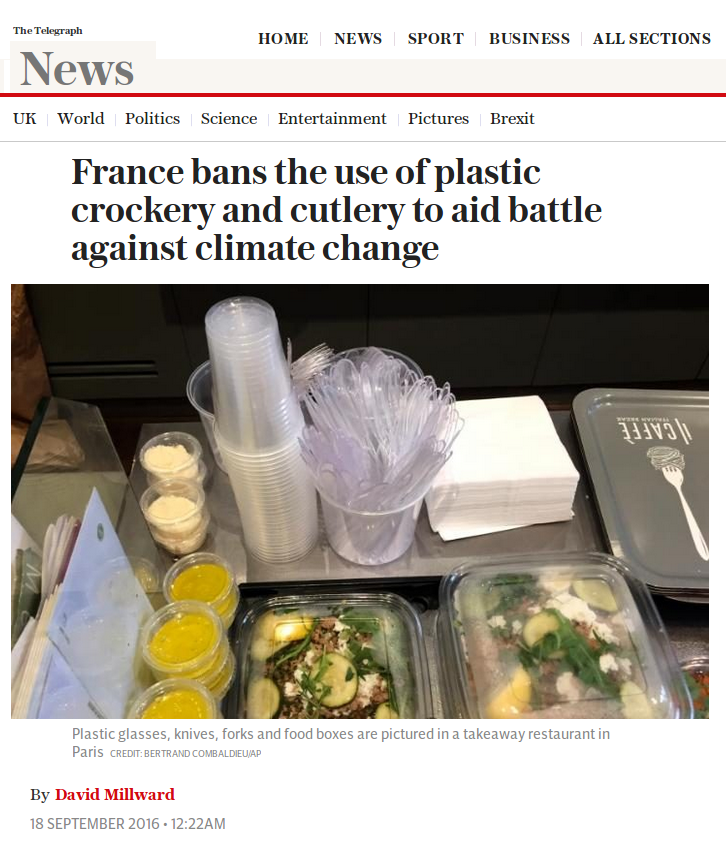 The Telegraph
HOME NEWS SPORT BUSINESS ALL SECTIONS
News
UK World Politics Science Entertainment Pictures Brexit
France bans the use of plastic
crockery and cutlery to aid battle
against climate change
il CAFFÈ
ITALIAN BREAK
Plastic glasses, knives, forks and food boxes are pictured in a takeaway restaurant in
Paris CREDIT: BERTRAND COMBALDIEU/AP
By David Millward
18 SEPTEMBER 2016 • 12:22AM